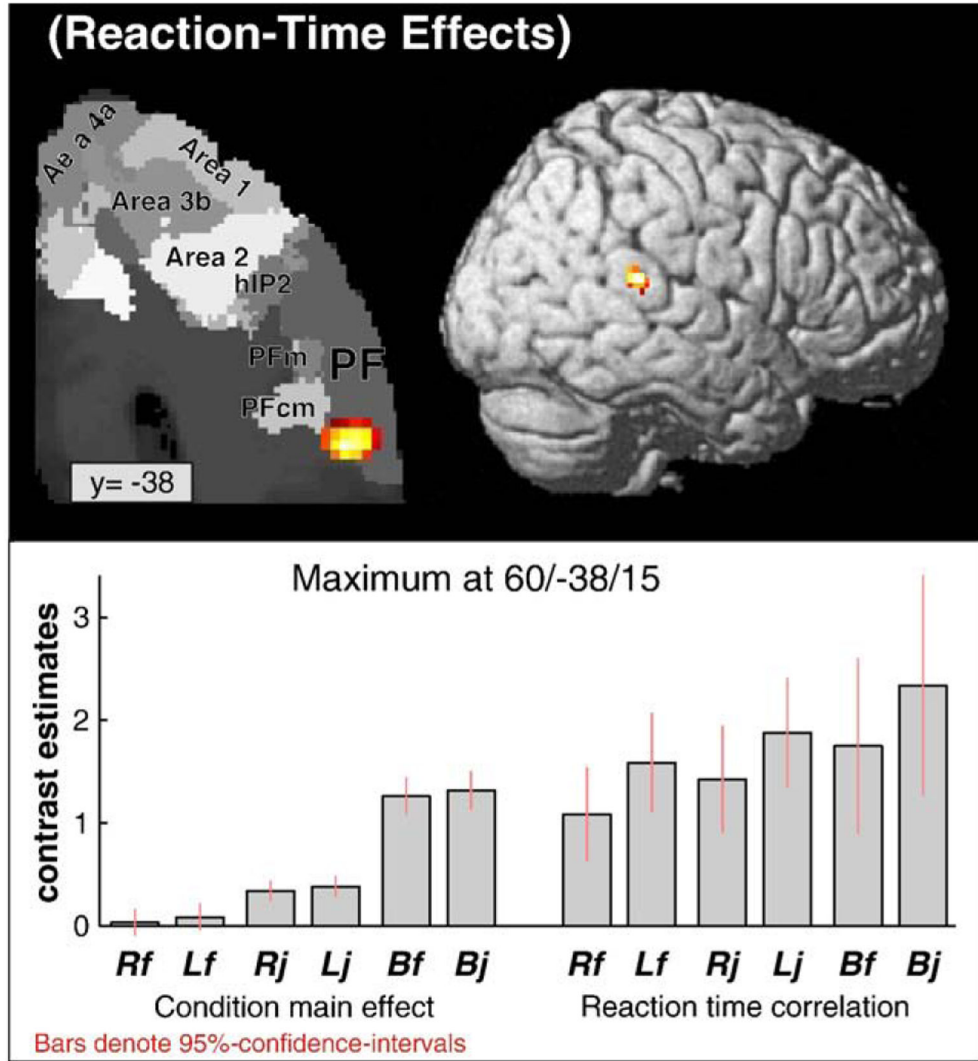 (Reaction-Time Effects)
Ae a 4a
Area 1
Area 3b
Area 2
hIP2
PFm
PF
PFcm
y= -38
Maximum at 60/-38/15
contrast estimates
3
2
1
0
Rf Lf Rj Lj Bf Bj Rf Lf Rj Lj Bf Bj
Condition main effect Reaction time correlation
Bars denote 95%-confidence-intervals